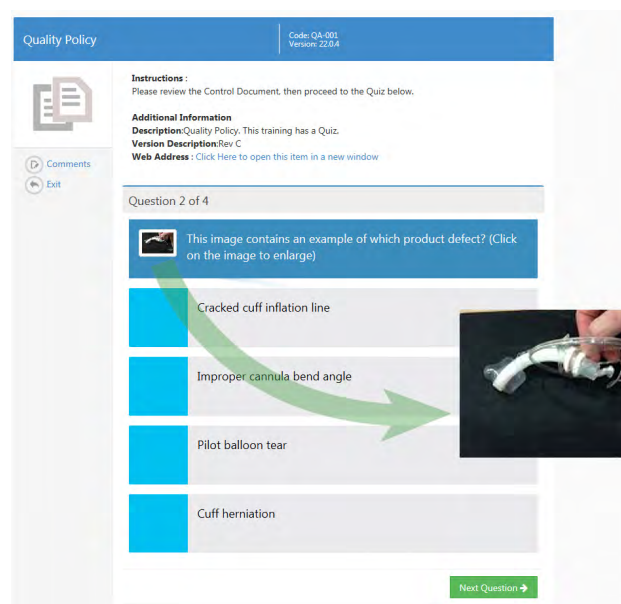 Quality Policy
Code: QA-001
Version: 22.0.4
Instructions :
Please review the Control Document, then proceed to the Quiz below.
Additional Information
Description:Quality Policy. This training has a Quiz.
Version Description:Rev C
Web Address : Click Here to open this item in a new window
Comments
Exit
Question 2 of 4
This image contains an example of which product defect? (Click
on the image to enlarge)
Cracked cuff inflation line
Improper cannula bend angle
Pilot balloon tear
Cuff herniation
Next Question